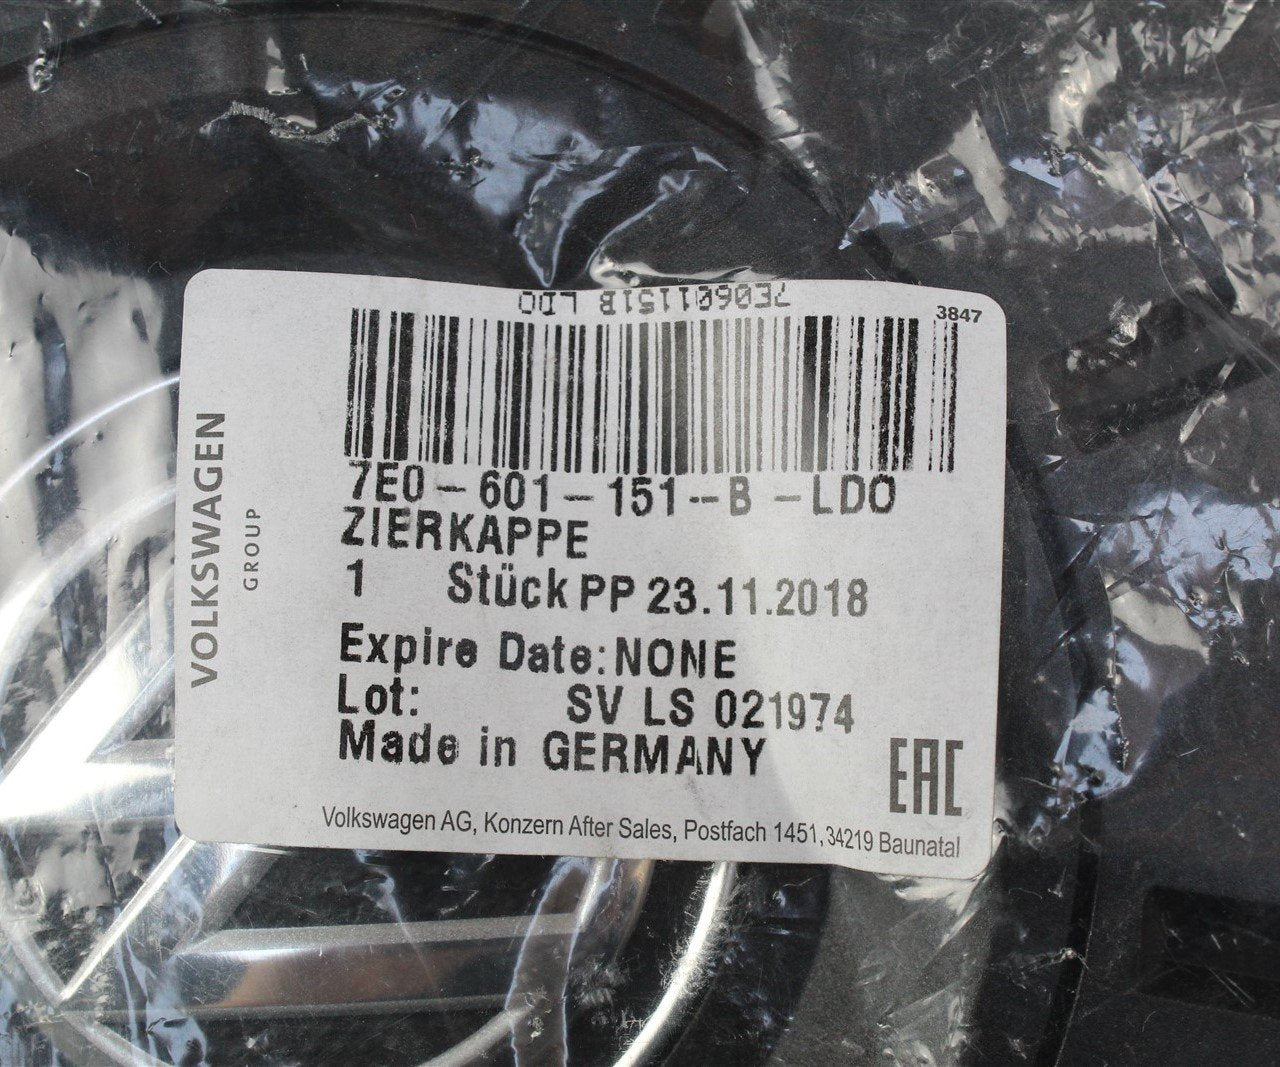 7E0601151B LDO
3847
7E0-601-151--B -LDO
ZIERKAPPE
1 Stück PP 23.11.2018
Expire Date: NONE
Lot: SV LS 021974
Made in GERMANY
EAC
Volkswagen AG, Konzern After Sales, Postfach 1451, 34219 Baunatal
VOLKSWAGEN
GROUP